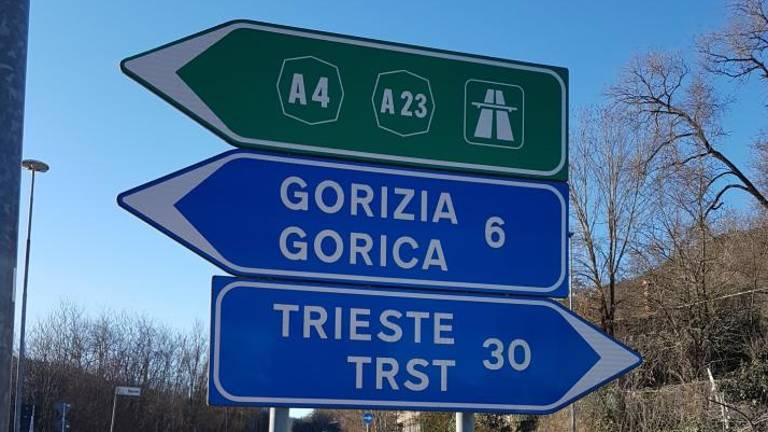 A4 A23
GORIZIA 6
GORICA
TRIESTE 30
TRST